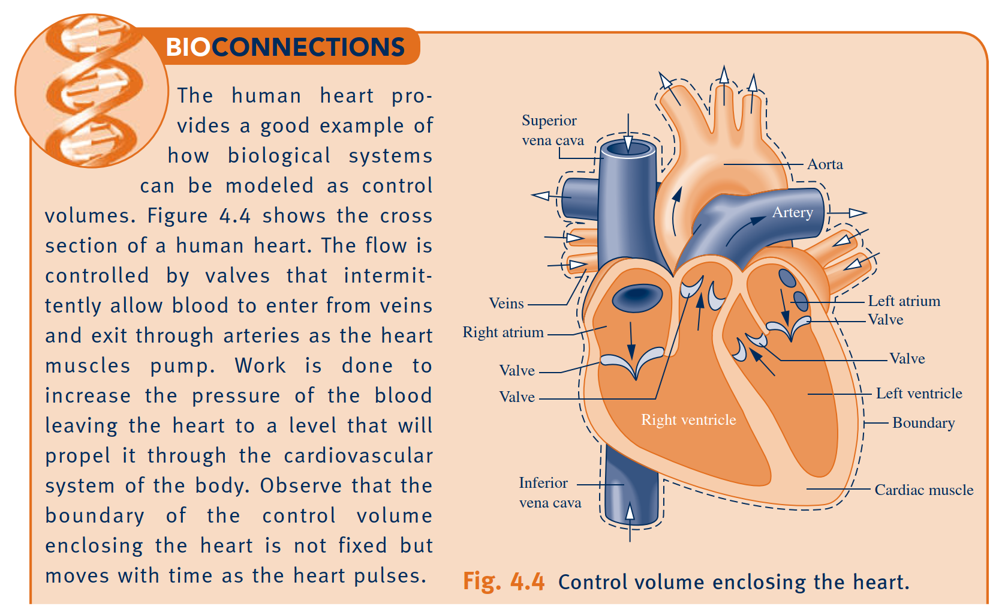 BIOCONNECTIONS
The human heart pro-
vides a good example of
how biological systems
can be modeled as control
volumes. Figure 4.4 shows the cross
section of a human heart. The flow is
controlled by valves that intermit-
tently allow blood to enter from veins
and exit through arteries as the heart
muscles pump. Work is done to
increase the pressure of the blood
leaving the heart to a level that will
propel it through the cardiovascular
system of the body. Observe that the
boundary of the control volume
enclosing the heart is not fixed but
moves with time as the heart pulses.
Superior
vena cava
Aorta
Artery
Veins
Left atrium
Valve
Right atrium
Valve
Valve
Valve
Left ventricle
Right ventricle
Boundary
Inferior
vena cava
Cardiac muscle
Fig. 4.4 Control volume enclosing the heart.